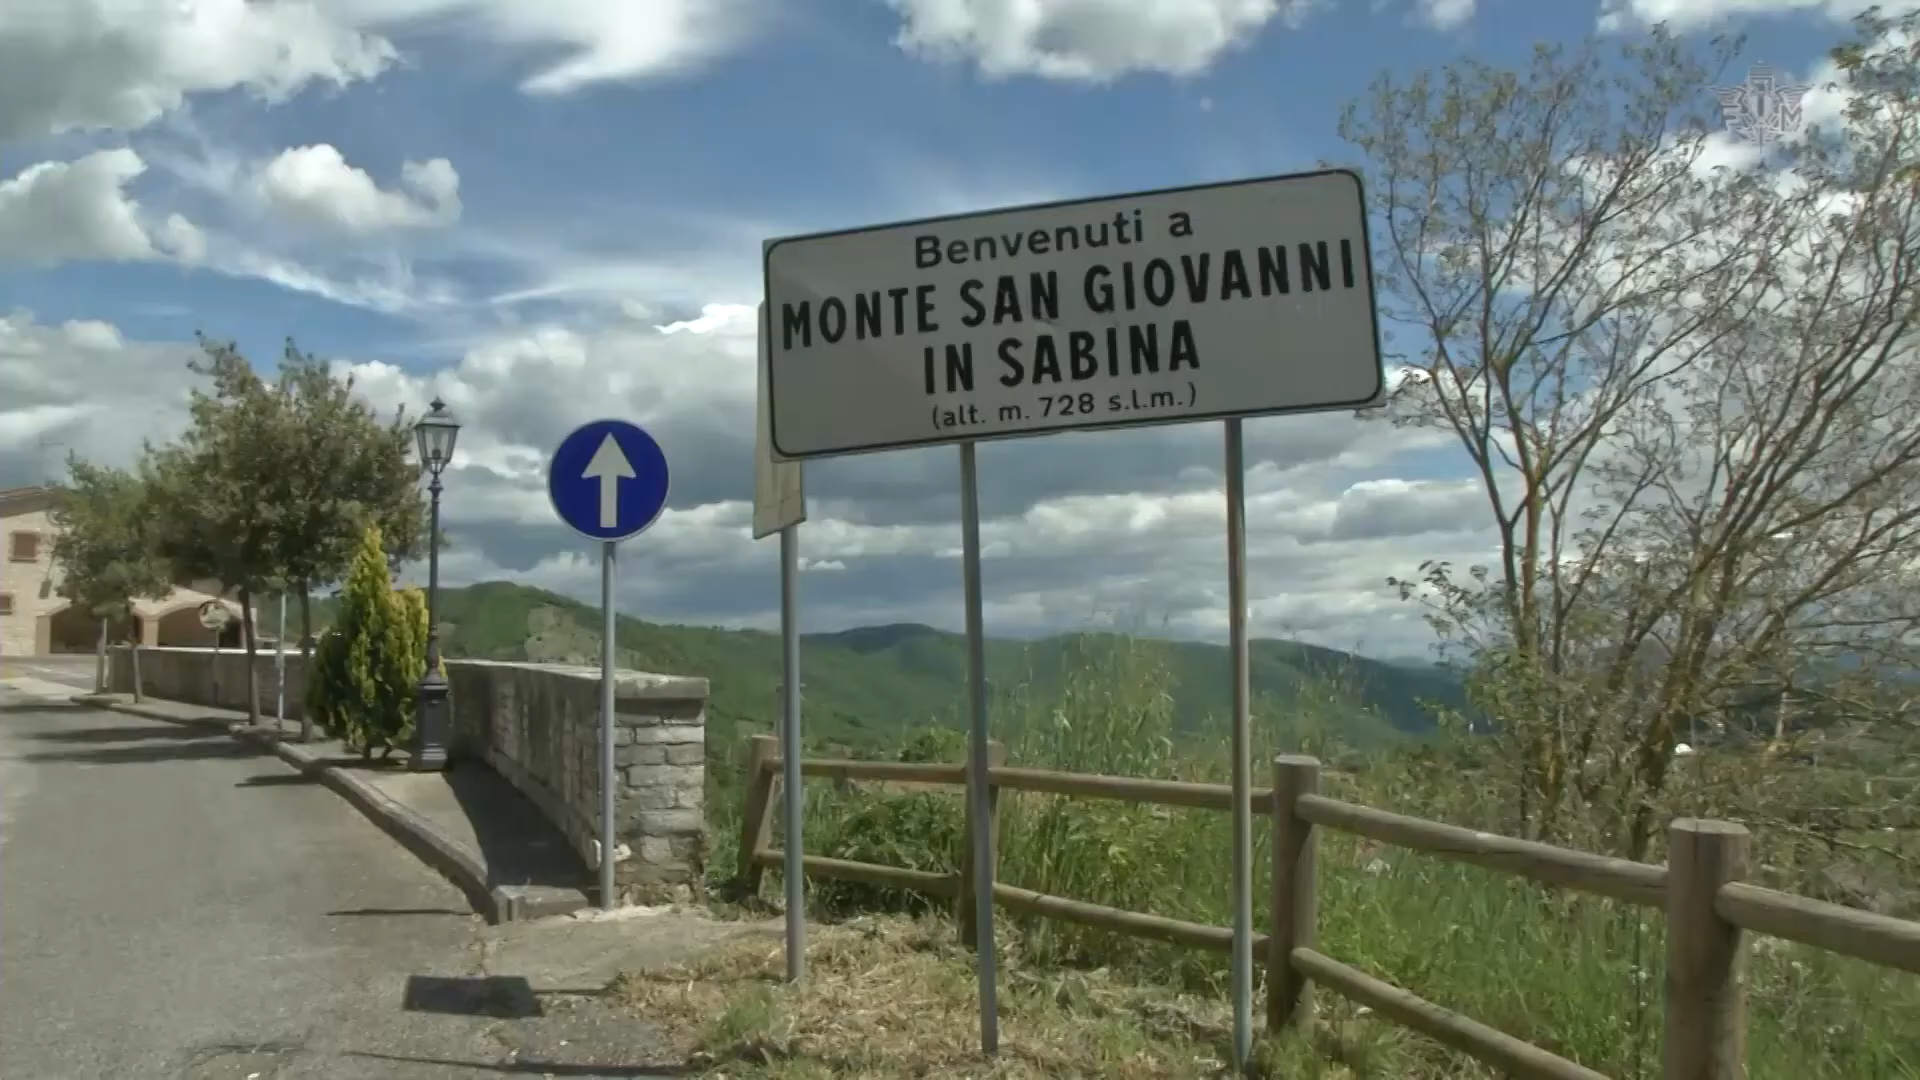 Benvenuti a
MONTE SAN GIOVANNI
IN SABINA
(alt. m. 728 s.l.m.)